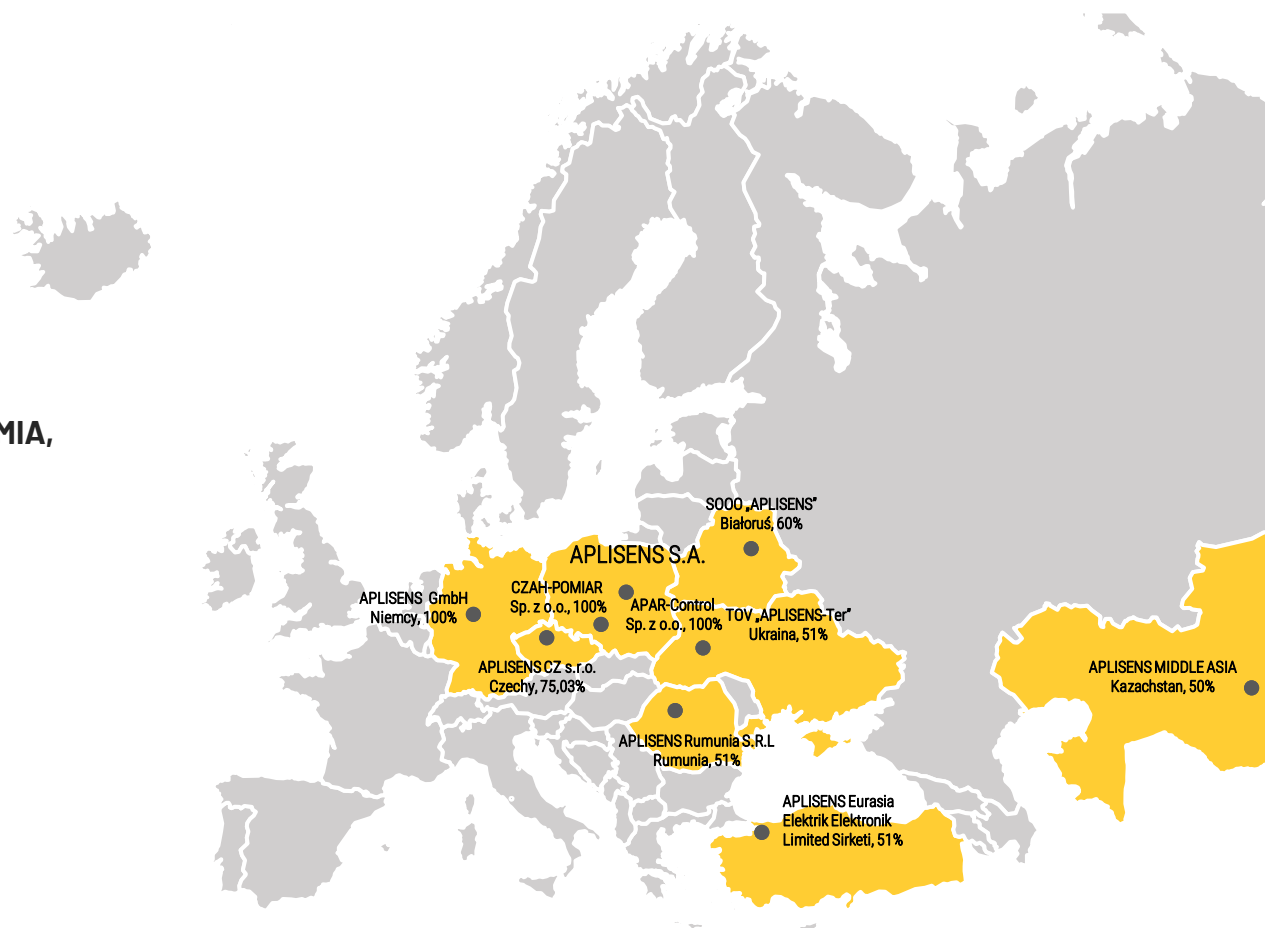 MIA,
SOOO „APLISENS”
Białoruś, 60%
APLISENS S.A.
CZAH-POMIAR
Sp. z o.o., 100%
APLISENS GmbH
Niemcy, 100%
APAR-Control
Sp. z o.o., 100%
TOV „APLISENS-Ter”
Ukraina, 51%
APLISENS CZ s.r.o.
Czechy, 75,03%
APLISENS MIDDLE ASIA
Kazachstan, 50%
APLISENS Rumunia S.R.L
Rumunia, 51%
APLISENS Eurasia
Elektrik Elektronik
Limited Sirketi, 51%